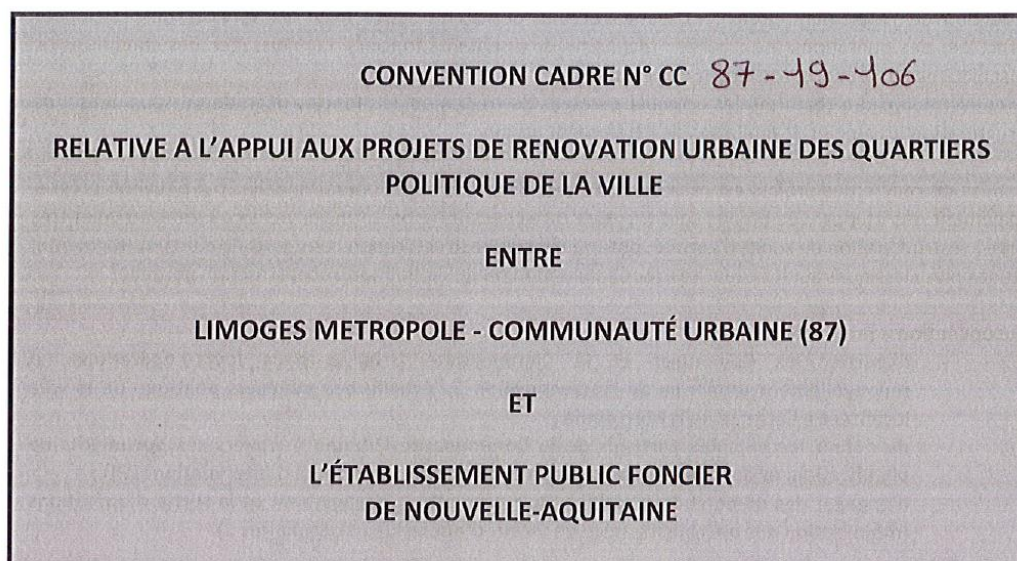 CONVENTION CADRE N° CC 87-19-106
RELATIVE A L'APPUI AUX PROJETS DE RENOVATION URBAINE DES QUARTIERS
POLITIQUE DE LA VILLE
ENTRE
LIMOGES METROPOLE - COMMUNAUTÉ URBAINE (87)
ET
L'ÉTABLISSEMENT PUBLIC FONCIER
DE NOUVELLE-AQUITAINE